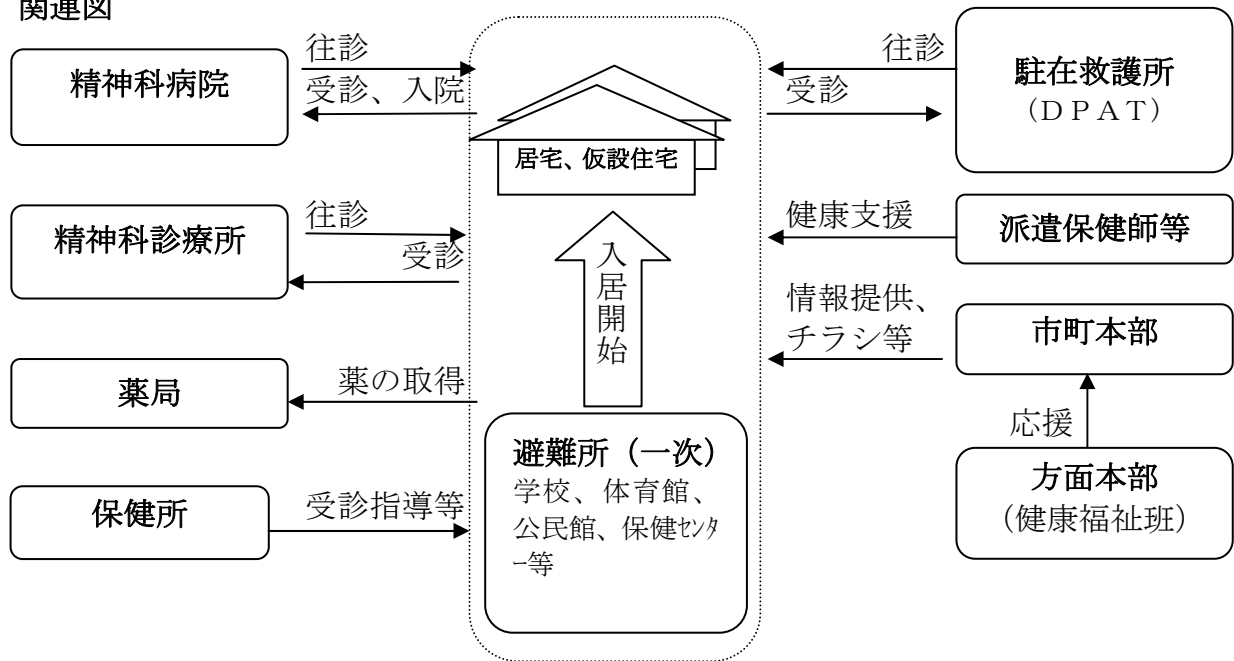 関連図
精神科病院
往診
受診、入院
精神科診療所
往診
受診
薬局
薬の取得
保健所
受診指導等
居宅、仮設住宅
入居開始
避難所（一次）
学校、体育館、
公民館、保健ｾﾝﾀ
ｰ等
往診
受診
駐在救護所
（ＤＰＡＴ）
健康支援
派遣保健師等
情報提供、
チラシ等
市町本部
応援
方面本部
（健康福祉班）